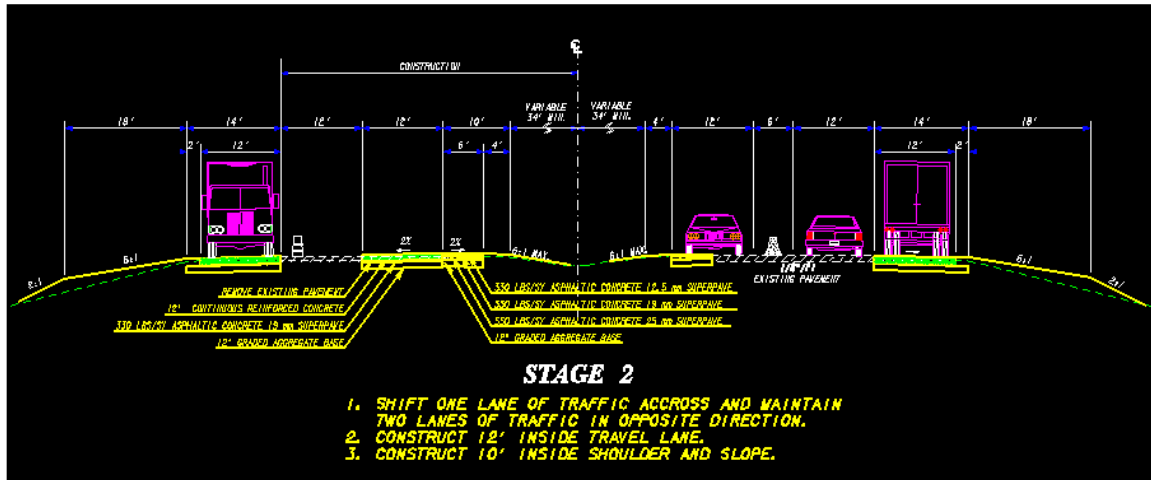 ℄
CONSTRUCTION
VARIABLE VARIABLE
34' MIN. 34' MIN.
18' 14' 12' 12' 10' 4' 12' 6' 12' 14' 18'
2' 12' 6' 4' 12' 2'
2% 2%
6:1 6:1 MAX. 6:1 MAX. 6:1
2:1 2:1
EXISTING PAVEMENT
REMOVE EXISTING PAVEMENT
12" CONTINUOUS REINFORCED CONCRETE
330 LBS/SY ASPHALTIC CONCRETE 19 mm SUPERPAVE
12" GRADED AGGREGATE BASE
330 LBS/SY ASPHALTIC CONCRETE 12.5 mm SUPERPAVE
330 LBS/SY ASPHALTIC CONCRETE 19 mm SUPERPAVE
550 LBS/SY ASPHALTIC CONCRETE 25 mm SUPERPAVE
12" GRADED AGGREGATE BASE
STAGE 2
1. SHIFT ONE LANE OF TRAFFIC ACCROSS AND MAINTAIN
TWO LANES OF TRAFFIC IN OPPOSITE DIRECTION.
2. CONSTRUCT 12' INSIDE TRAVEL LANE.
3. CONSTRUCT 10' INSIDE SHOULDER AND SLOPE.